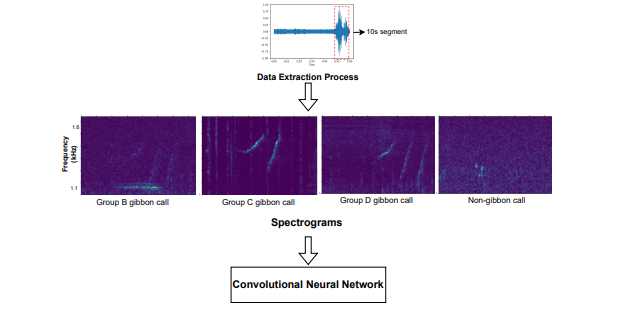 10s segment
Data Extraction Process
Frequency
(kHz)
1.6
1.1
Group B gibbon call
Group C gibbon call
Group D gibbon call
Non-gibbon call
Spectrograms
Convolutional Neural Network